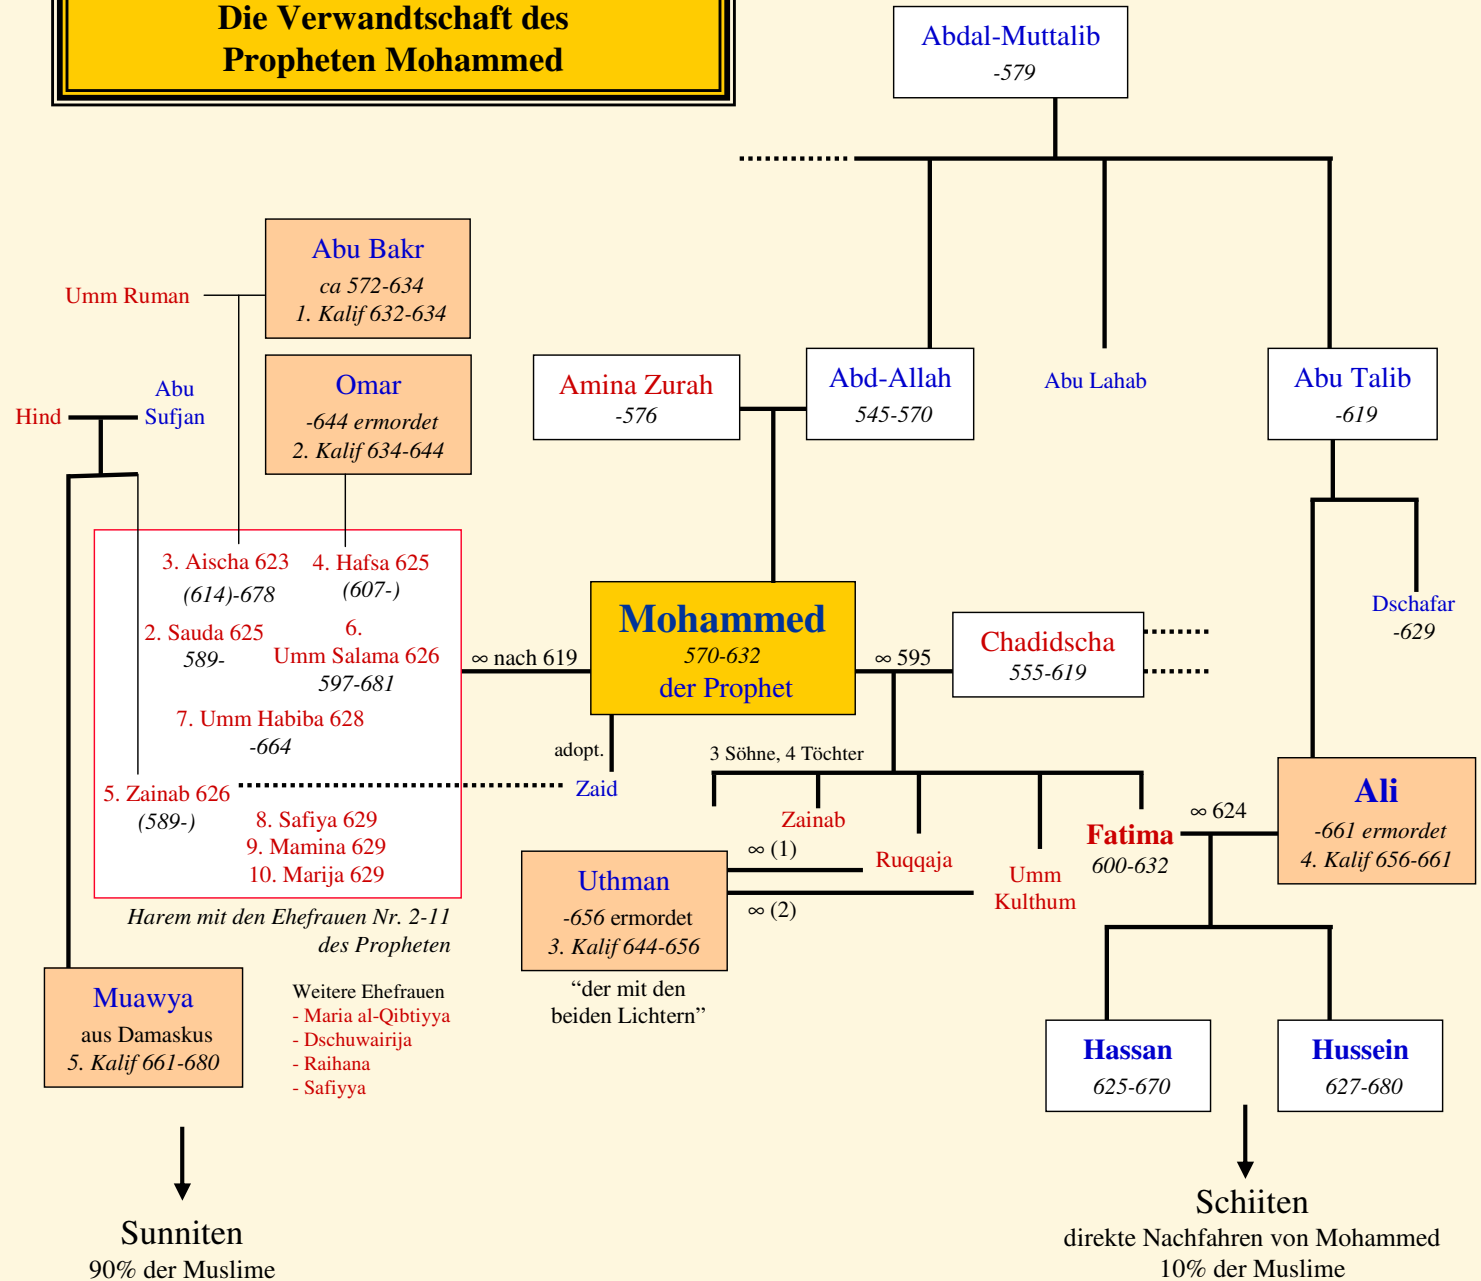 Die Verwandtschaft des
Propheten Mohammed
Abdal-Muttalib
-579
Abu Bakr
ca 572-634
1. Kalif 632-634
Umm Ruman
Omar
-644 ermordet
2. Kalif 634-644
Hind
Abu
Sufjan
Amina Zurah
-576
Abd-Allah
545-570
Abu Lahab
Abu Talib
-619
3. Aischa 623
(614)-678
4. Hafsa 625
(607-)
2. Sauda 625
589-
6.
Umm Salama 626
597-681
7. Umm Habiba 628
-664
5. Zainab 626
(589-)
8. Safiya 629
9. Mamina 629
10. Marija 629
Harem mit den Ehefrauen Nr. 2-11
des Propheten
∞ nach 619
Mohammed
570-632
der Prophet
∞ 595
Chadidscha
555-619
Dschafar
-629
adopt.
Zaid
3 Söhne, 4 Töchter
Zainab
Ruqqaja
Umm
Kulthum
Fatima
600-632
∞ 624
Ali
-661 ermordet
4. Kalif 656-661
∞ (1)
∞ (2)
Uthman
-656 ermordet
3. Kalif 644-656
“der mit den
beiden Lichtern”
Muawya
aus Damaskus
5. Kalif 661-680
Weitere Ehefrauen
- Maria al-Qibtiyya
- Dschuwairija
- Raihana
- Safiyya
Hassan
625-670
Hussein
627-680
Sunniten
90% der Muslime
Schiiten
direkte Nachfahren von Mohammed
10% der Muslime